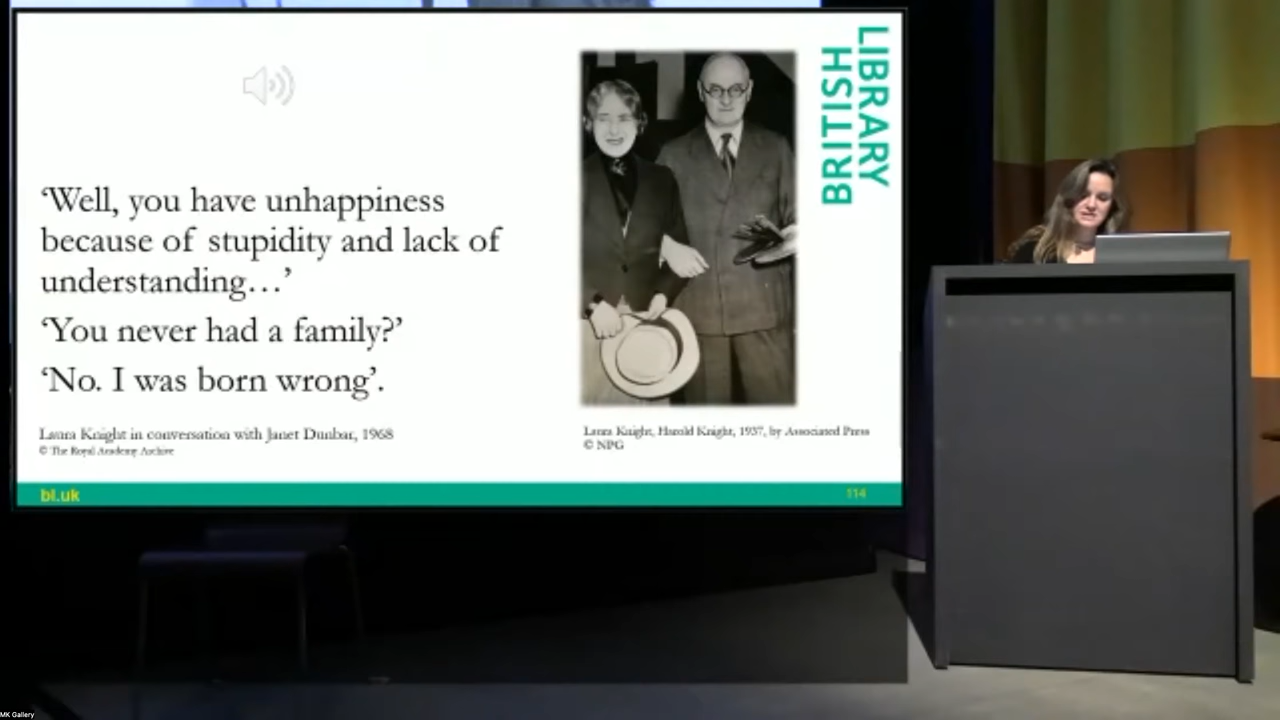 ‘Well, you have unhappiness
because of stupidity and lack of
understanding…’
‘You never had a family?’
‘No. I was born wrong’.
Laura Knight in conversation with Janet Dunbar, 1968
© The Royal Academy Archive
Laura Knight, Harold Knight, 1937, by Associated Press
© NPG
BRITISH
LIBRARY
bl.uk
114
MK Gallery